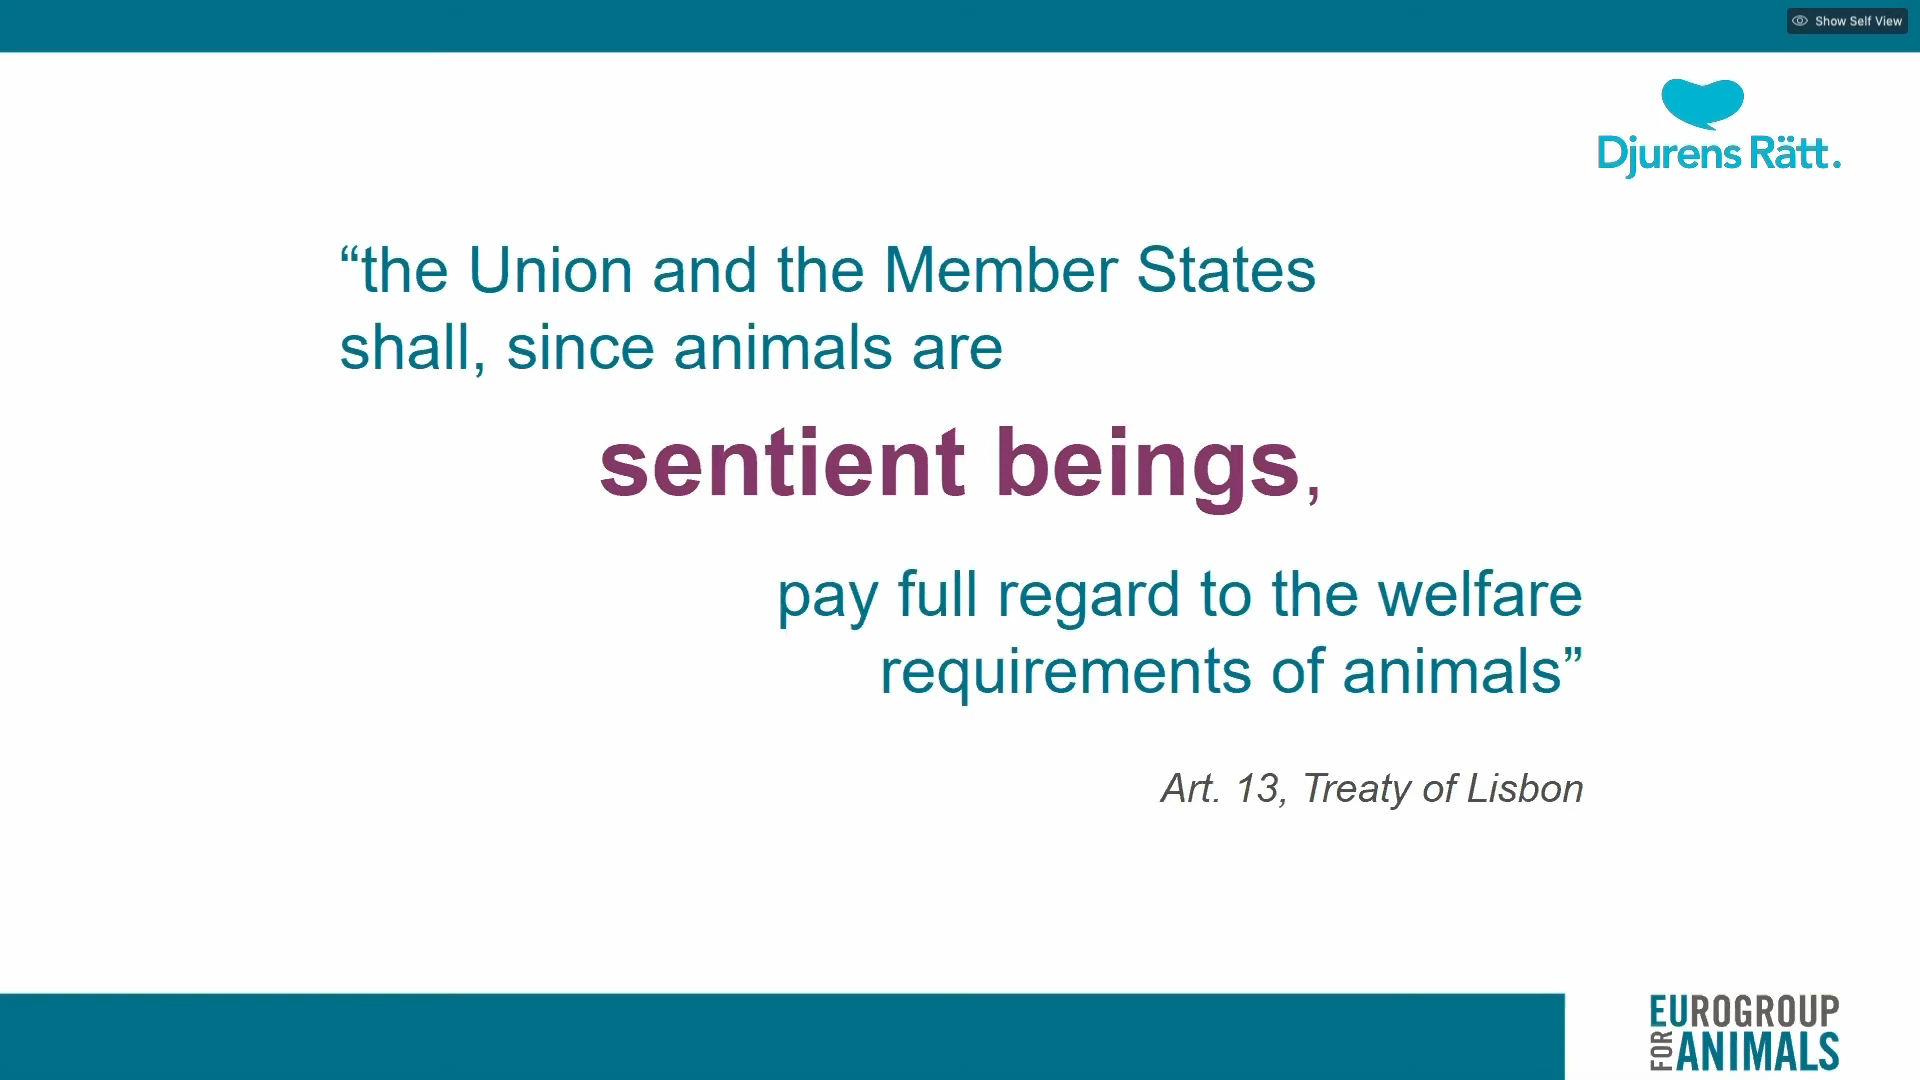 Show Self View
Djurens Rätt.
“the Union and the Member States
shall, since animals are
sentient beings,
pay full regard to the welfare
requirements of animals”
Art. 13, Treaty of Lisbon
EUROGROUP
FOR ANIMALS